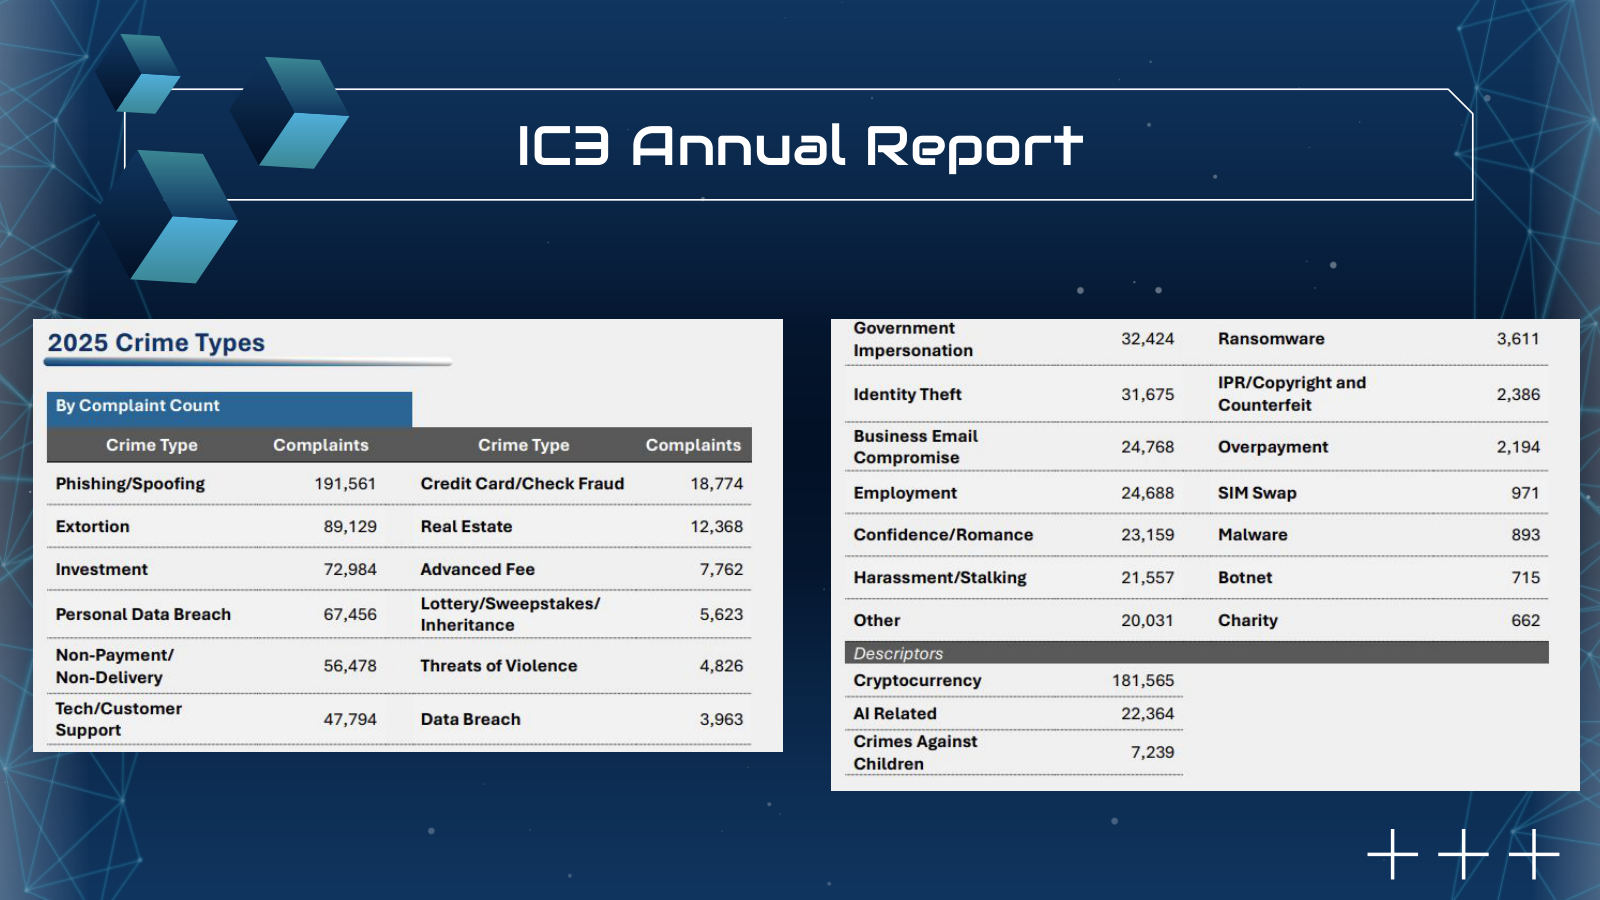 IC3 Annual Report
2025 Crime Types
By Complaint Count
Crime Type Complaints Crime Type Complaints
Phishing/Spoofing 191,561 Credit Card/Check Fraud 18,774
Extortion 89,129 Real Estate 12,368
Investment 72,984 Advanced Fee 7,762
Personal Data Breach 67,456 Lottery/Sweepstakes/
Inheritance 5,623
Non-Payment/
Non-Delivery 56,478 Threats of Violence 4,826
Tech/Customer
Support 47,794 Data Breach 3,963
Government
Impersonation 32,424 Ransomware 3,611
Identity Theft 31,675 IPR/Copyright and
Counterfeit 2,386
Business Email
Compromise 24,768 Overpayment 2,194
Employment 24,688 SIM Swap 971
Confidence/Romance 23,159 Malware 893
Harassment/Stalking 21,557 Botnet 715
Other 20,031 Charity 662
Descriptors
Cryptocurrency 181,565
AI Related 22,364
Crimes Against
Children 7,239